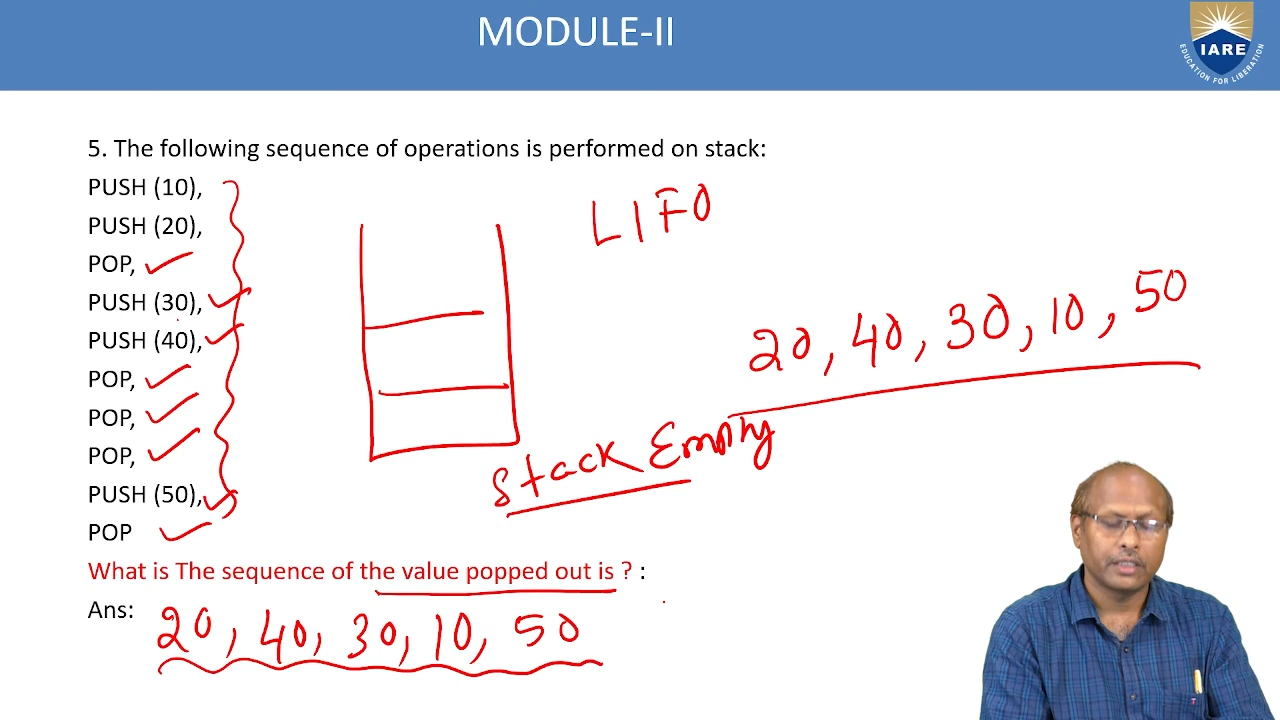 MODULE-II
IARE
EDUCATION FOR LIBERATION
5. The following sequence of operations is performed on stack:
PUSH (10),
PUSH (20),
POP,
PUSH (30),
PUSH (40),
POP,
POP,
POP,
PUSH (50),
POP
LIFO
20, 40, 30, 10, 50
Stack Empty
What is The sequence of the value popped out is ? :
Ans: 20, 40, 30, 10, 50